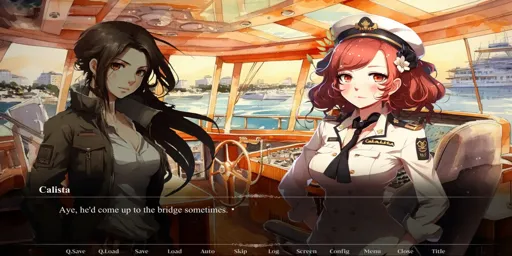 CALISTA
Calista
Aye, he'd come up to the bridge sometimes.
Q.Save Q.Load Save Load Auto Skip Log Screen Config Menu Close Title